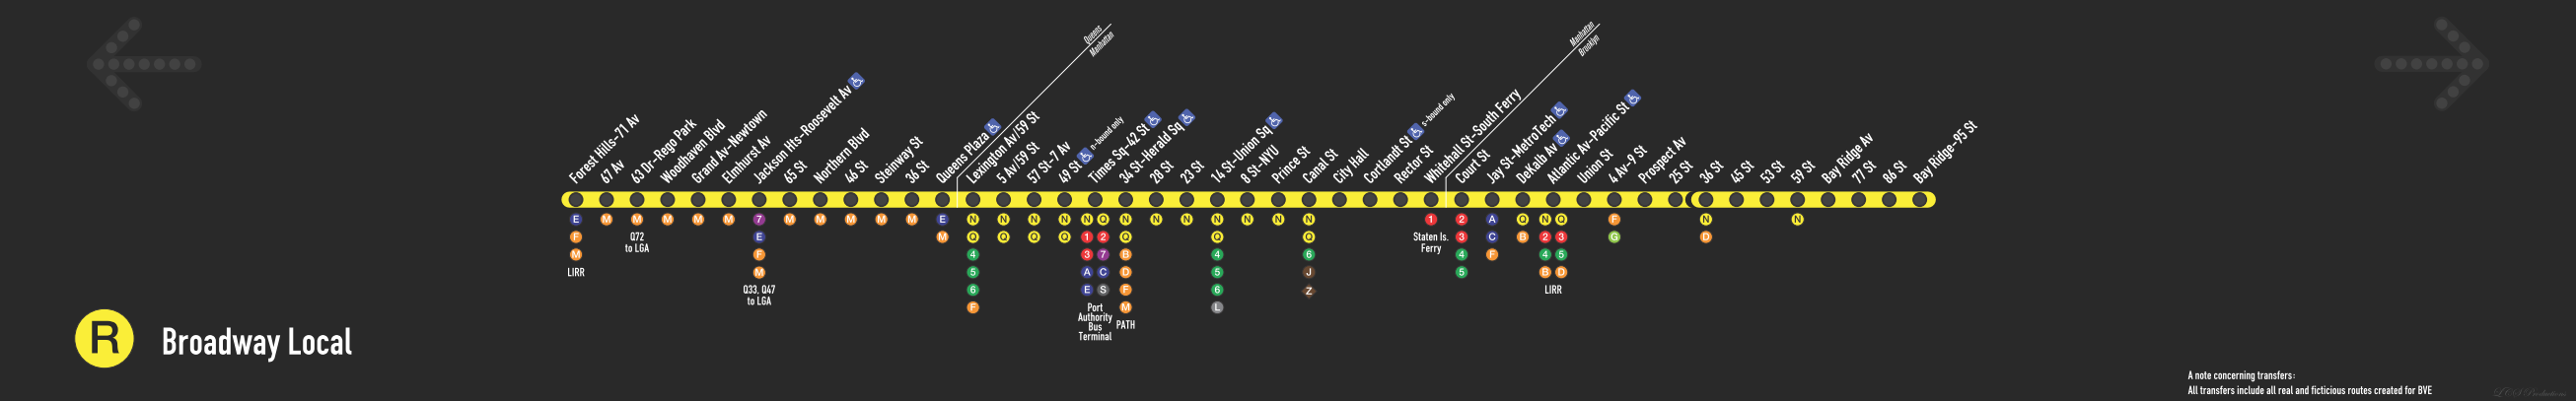 Queens
Manhattan
Manhattan
Brooklyn
Forest Hills-71 Av
67 Av
63 Dr-Rego Park
Woodhaven Blvd
Grand Av-Newtown
Elmhurst Av
Jackson Hts-Roosevelt Av
65 St
Northern Blvd
46 St
Steinway St
36 St
Queens Plaza
Lexington Av/59 St
5 Av/59 St
57 St-7 Av
49 St n-bound only
Times Sq-42 St
34 St-Herald Sq
28 St
23 St
14 St-Union Sq
8 St-NYU
Prince St
Canal St
City Hall
Cortlandt St s-bound only
Rector St
Whitehall St-South Ferry
Court St
Jay St-MetroTech
DeKalb Av
Atlantic Av-Pacific St
Union St
4 Av-9 St
Prospect Av
25 St
36 St
45 St
53 St
59 St
Bay Ridge Av
77 St
86 St
Bay Ridge-95 St
E M M M M M 7 M M M M M E N N N N N Q N N N N N N N 1 2 A Q N Q F N N
F Q72 E M Q Q Q Q 1 2 Q Q Q Staten Is. 3 C B 2 3 G D
to LGA
Ferry
M F 4 3 7 B 4 6 4 F 4 5
LIRR M 5 A C D 5 J 5 B D
Q33, Q47 6 E S F 6 Z LIRR
to LGA
F Port M L
Authority
Bus PATH
Terminal
R Broadway Local
A note concerning transfers:
All transfers include all real and ficticious routes created for BVE